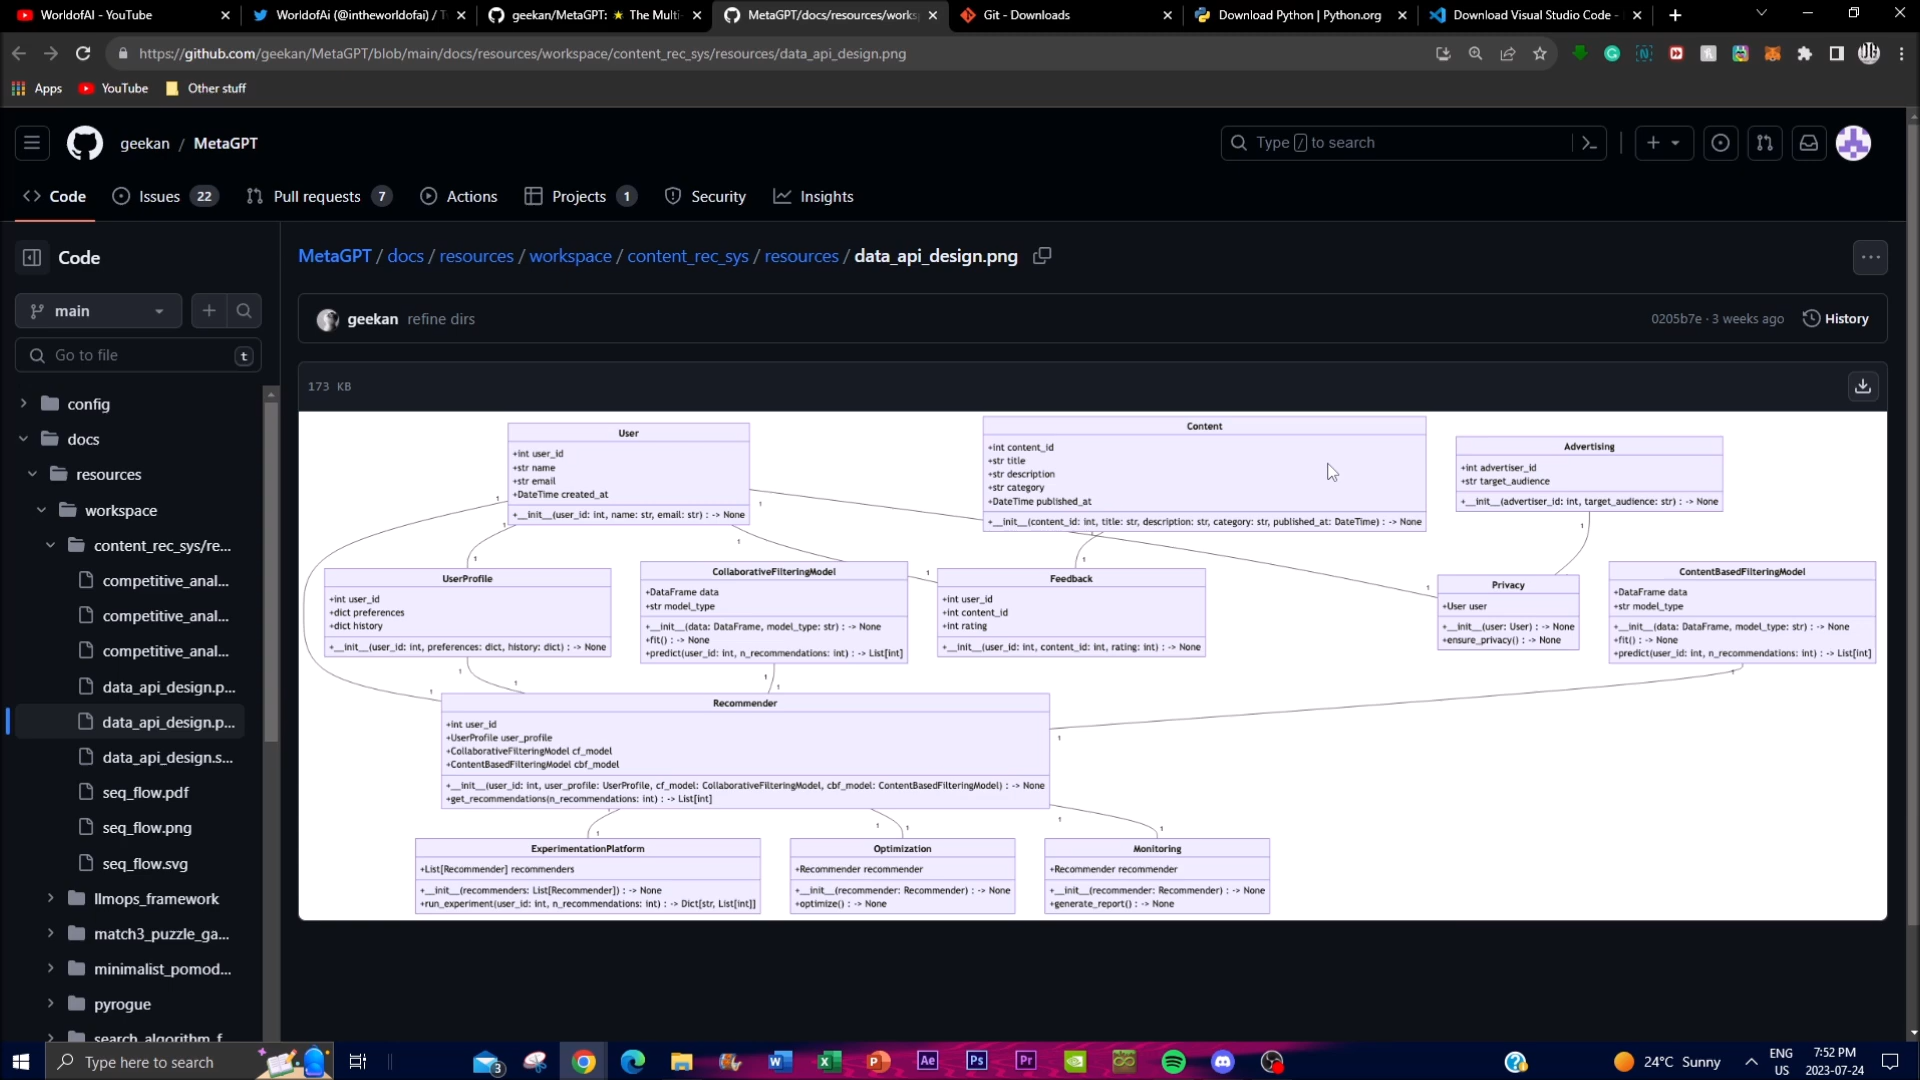 WorldofAI - YouTube
WorldofAi (@intheworldofai) / T
geekan/MetaGPT: ⭐ The Multi-
MetaGPT/docs/resources/works
Git - Downloads
Download Python | Python.org
Download Visual Studio Code -
https://github.com/geekan/MetaGPT/blob/main/docs/resources/workspace/content_rec_sys/resources/data_api_design.png
Apps
YouTube
Other stuff
geekan / MetaGPT
Type / to search
Code
Issues 22
Pull requests 7
Actions
Projects 1
Security
Insights
Code
main
Go to file
t
config
docs
resources
workspace
content_rec_sys/re...
competitive_anal...
competitive_anal...
competitive_anal...
data_api_design.p...
data_api_design.p...
data_api_design.s...
seq_flow.pdf
seq_flow.png
seq_flow.svg
llmops_framework
match3_puzzle_ga...
minimalist_pomod...
pyrogue
search_algorithm_f
MetaGPT / docs / resources / workspace / content_rec_sys / resources / data_api_design.png
geekan refine dirs
0205b7e · 3 weeks ago
History
173 KB
User
+int user_id
+str name
+str email
+DateTime created_at
+__init__(user_id: int, name: str, email: str) : -> None
Content
+int content_id
+str title
+str description
+str category
+DateTime published_at
+__init__(content_id: int, title: str, description: str, category: str, published_at: DateTime) : -> None
Advertising
+int advertiser_id
+str target_audience
+__init__(advertiser_id: int, target_audience: str) : -> None
UserProfile
+int user_id
+dict preferences
+dict history
+__init__(user_id: int, preferences: dict, history: dict) : -> None
CollaborativeFilteringModel
+DataFrame data
+str model_type
+__init__(data: DataFrame, model_type: str) : -> None
+fit() : -> None
+predict(user_id: int, n_recommendations: int) : -> List[int]
Feedback
+int user_id
+int content_id
+int rating
+__init__(user_id: int, content_id: int, rating: int) : -> None
Privacy
+User user
+__init__(user: User) : -> None
+ensure_privacy() : -> None
ContentBasedFilteringModel
+DataFrame data
+str model_type
+__init__(data: DataFrame, model_type: str) : -> None
+fit() : -> None
+predict(user_id: int, n_recommendations: int) : -> List[int]
Recommender
+int user_id
+UserProfile user_profile
+CollaborativeFilteringModel cf_model
+ContentBasedFilteringModel cbf_model
+__init__(user_id: int, user_profile: UserProfile, cf_model: CollaborativeFilteringModel, cbf_model: ContentBasedFilteringModel) : -> None
+get_recommendations(n_recommendations: int) : -> List[int]
ExperimentationPlatform
+List[Recommender] recommenders
+__init__(recommenders: List[Recommender]) : -> None
+run_experiment(user_id: int, n_recommendations: int) : -> Dict[str, List[int]]
Optimization
+Recommender recommender
+__init__(recommender: Recommender) : -> None
+optimize() : -> None
Monitoring
+Recommender recommender
+__init__(recommender: Recommender) : -> None
+generate_report() : -> None
Type here to search
3
Ae
Ps
Pr
24°C Sunny
ENG
US
7:52 PM
2023-07-24